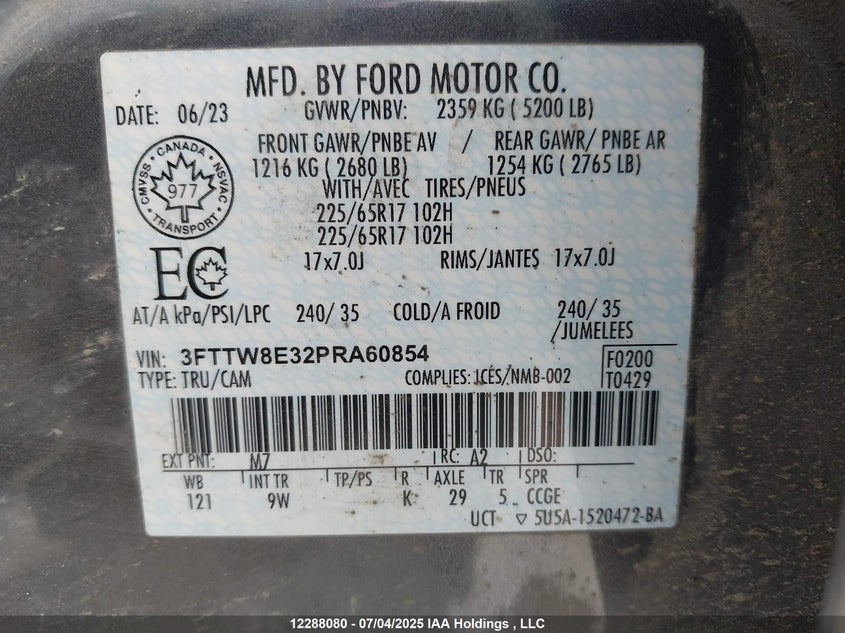 MFD. BY FORD MOTOR CO.
DATE: 06/23 GVWR/PNBV: 2359 KG ( 5200 LB)
FRONT GAWR/PNBE AV / REAR GAWR/ PNBE AR
1216 KG ( 2680 LB) 1254 KG ( 2765 LB)
WITH/AVEC TIRES/PNEUS
225/65R17 102H
225/65R17 102H
17x7.0J RIMS/JANTES 17x7.0J
CMVSS · CANADA · NSVAC
977
TRANSPORT
EC
AT/A kPa/PSI/LPC 240/ 35 COLD/A FROID 240/ 35
/JUMELEES
VIN: 3FTTW8E32PRA60854 F0200
TYPE: TRU/CAM COMPLIES: ICES/NMB-002 T0429
EXT PNT: M7 RC: A2 DSO:
WB INT TR TP/PS R AXLE TR SPR
121 9W K 29 5 CCGE
UCT ▽ 5U5A-1520472-BA
12288080 - 07/04/2025 IAA Holdings , LLC